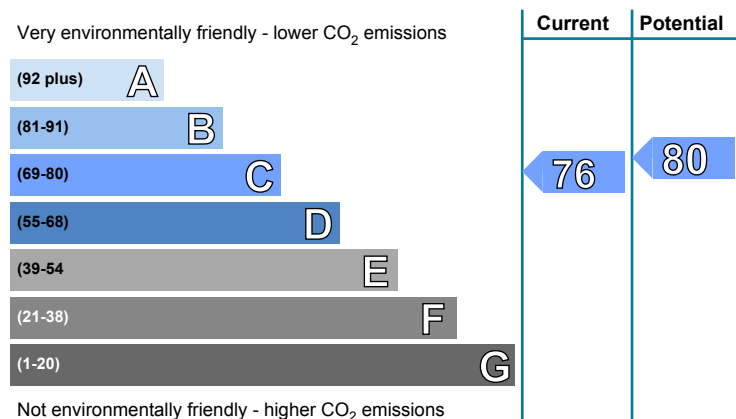 Very environmentally friendly - lower CO₂ emissions
Current
Potential
(92 plus) A
(81-91) B
(69-80) C
(55-68) D
(39-54 E
(21-38) F
(1-20) G
76
80
Not environmentally friendly - higher CO₂ emissions